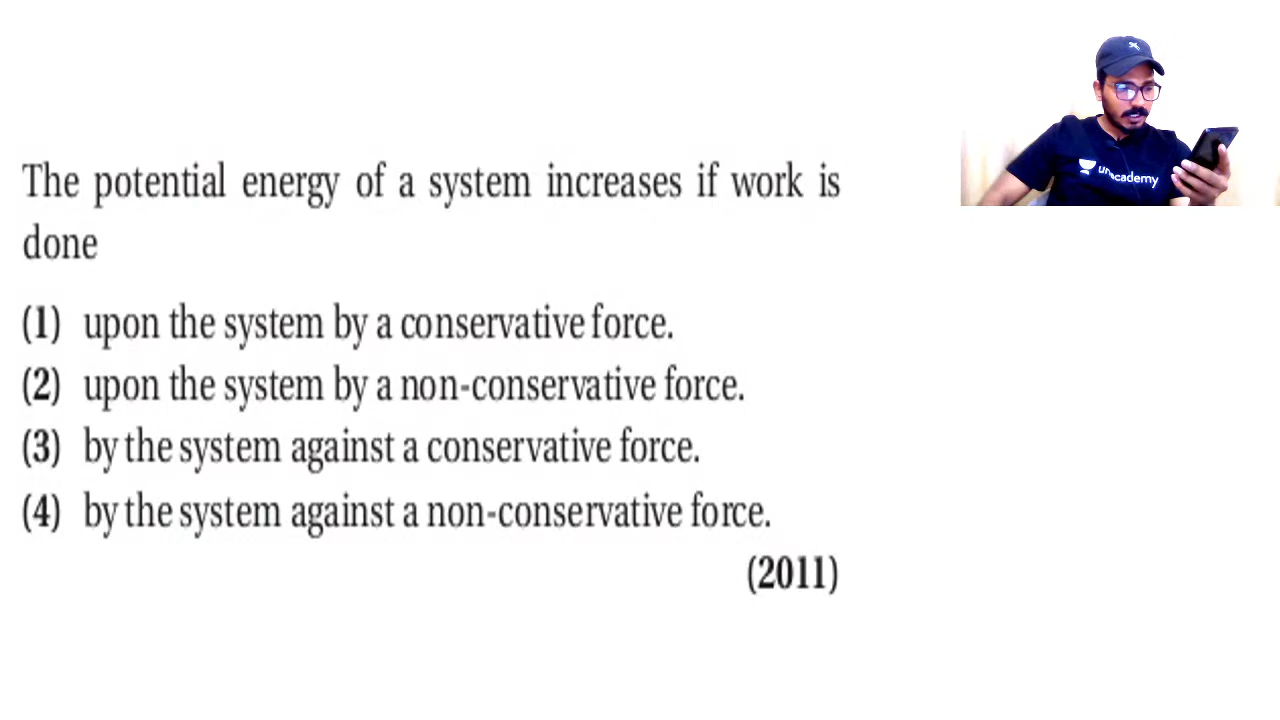 The potential energy of a system increases if work is
done
(1) upon the system by a conservative force.
(2) upon the system by a non-conservative force.
(3) by the system against a conservative force.
(4) by the system against a non-conservative force.
(2011)
unacademy